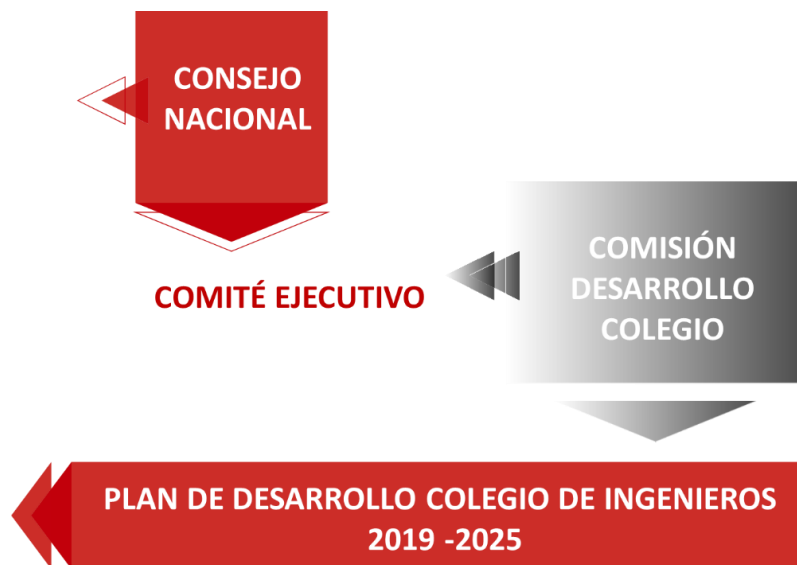 CONSEJO
NACIONAL
COMISIÓN
DESARROLLO
COLEGIO
COMITÉ EJECUTIVO
PLAN DE DESARROLLO COLEGIO DE INGENIEROS
2019 -2025